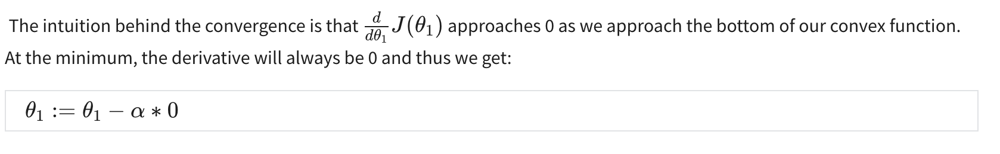 The intuition behind the convergence is that $\frac{d}{d\theta_1} J(\theta_1)$ approaches 0 as we approach the bottom of our convex function.
At the minimum, the derivative will always be 0 and thus we get:
$\theta_1 := \theta_1 - \alpha * 0$